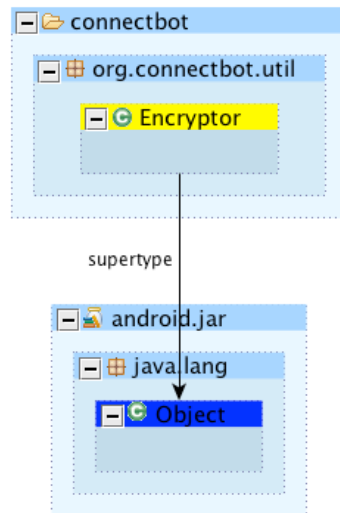 connectbot
org.connectbot.util
Encryptor
supertype
android.jar
java.lang
Object